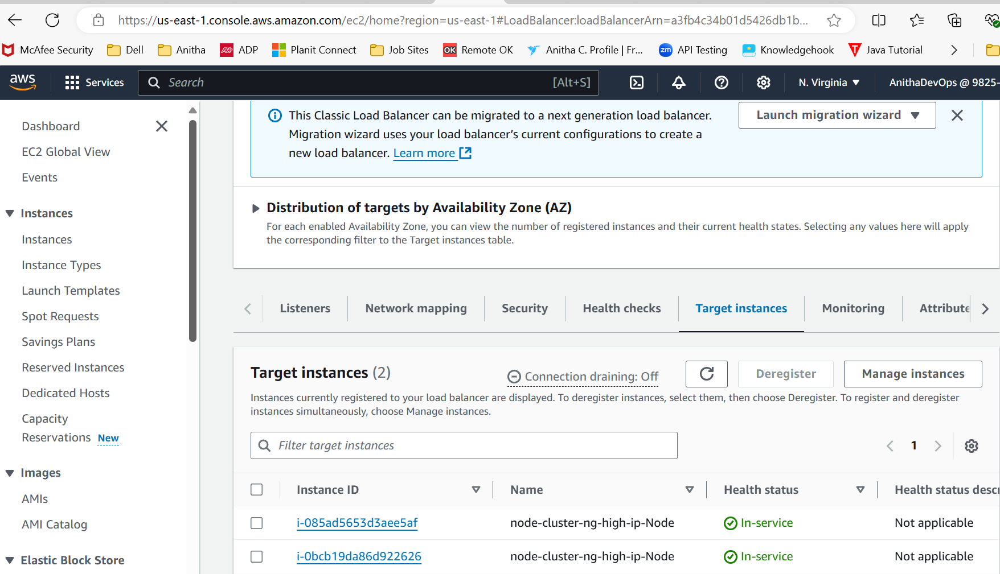 https://us-east-1.console.aws.amazon.com/ec2/home?region=us-east-1#LoadBalancer:loadBalancerArn=a3fb4c34b01d5426db1b...
McAfee Security Dell Anitha ADP Planit Connect Job Sites OK Remote OK Anitha C. Profile | Fr... zm API Testing Knowledgehook T Java Tutorial
aws Services Search [Alt+S] N. Virginia AnithaDevOps @ 9825-
Dashboard
EC2 Global View
Events
Instances
Instances
Instance Types
Launch Templates
Spot Requests
Savings Plans
Reserved Instances
Dedicated Hosts
Capacity
Reservations New
Images
AMIs
AMI Catalog
Elastic Block Store
This Classic Load Balancer can be migrated to a next generation load balancer.
Migration wizard uses your load balancer’s current configurations to create a
new load balancer. Learn more
Launch migration wizard
Distribution of targets by Availability Zone (AZ)
For each enabled Availability Zone, you can view the number of registered instances and their current health states. Selecting any values here will apply
the corresponding filter to the Target instances table.
Listeners Network mapping Security Health checks Target instances Monitoring Attribute
Target instances (2) Connection draining: Off Deregister Manage instances
Instances currently registered to your load balancer are displayed. To deregister instances, select them, then choose Deregister. To register and deregister
instances simultaneously, choose Manage instances.
Filter target instances 1
Instance ID Name Health status Health status descr
i-085ad5653d3aee5af node-cluster-ng-high-ip-Node In-service Not applicable
i-0bcb19da86d922626 node-cluster-ng-high-ip-Node In-service Not applicable